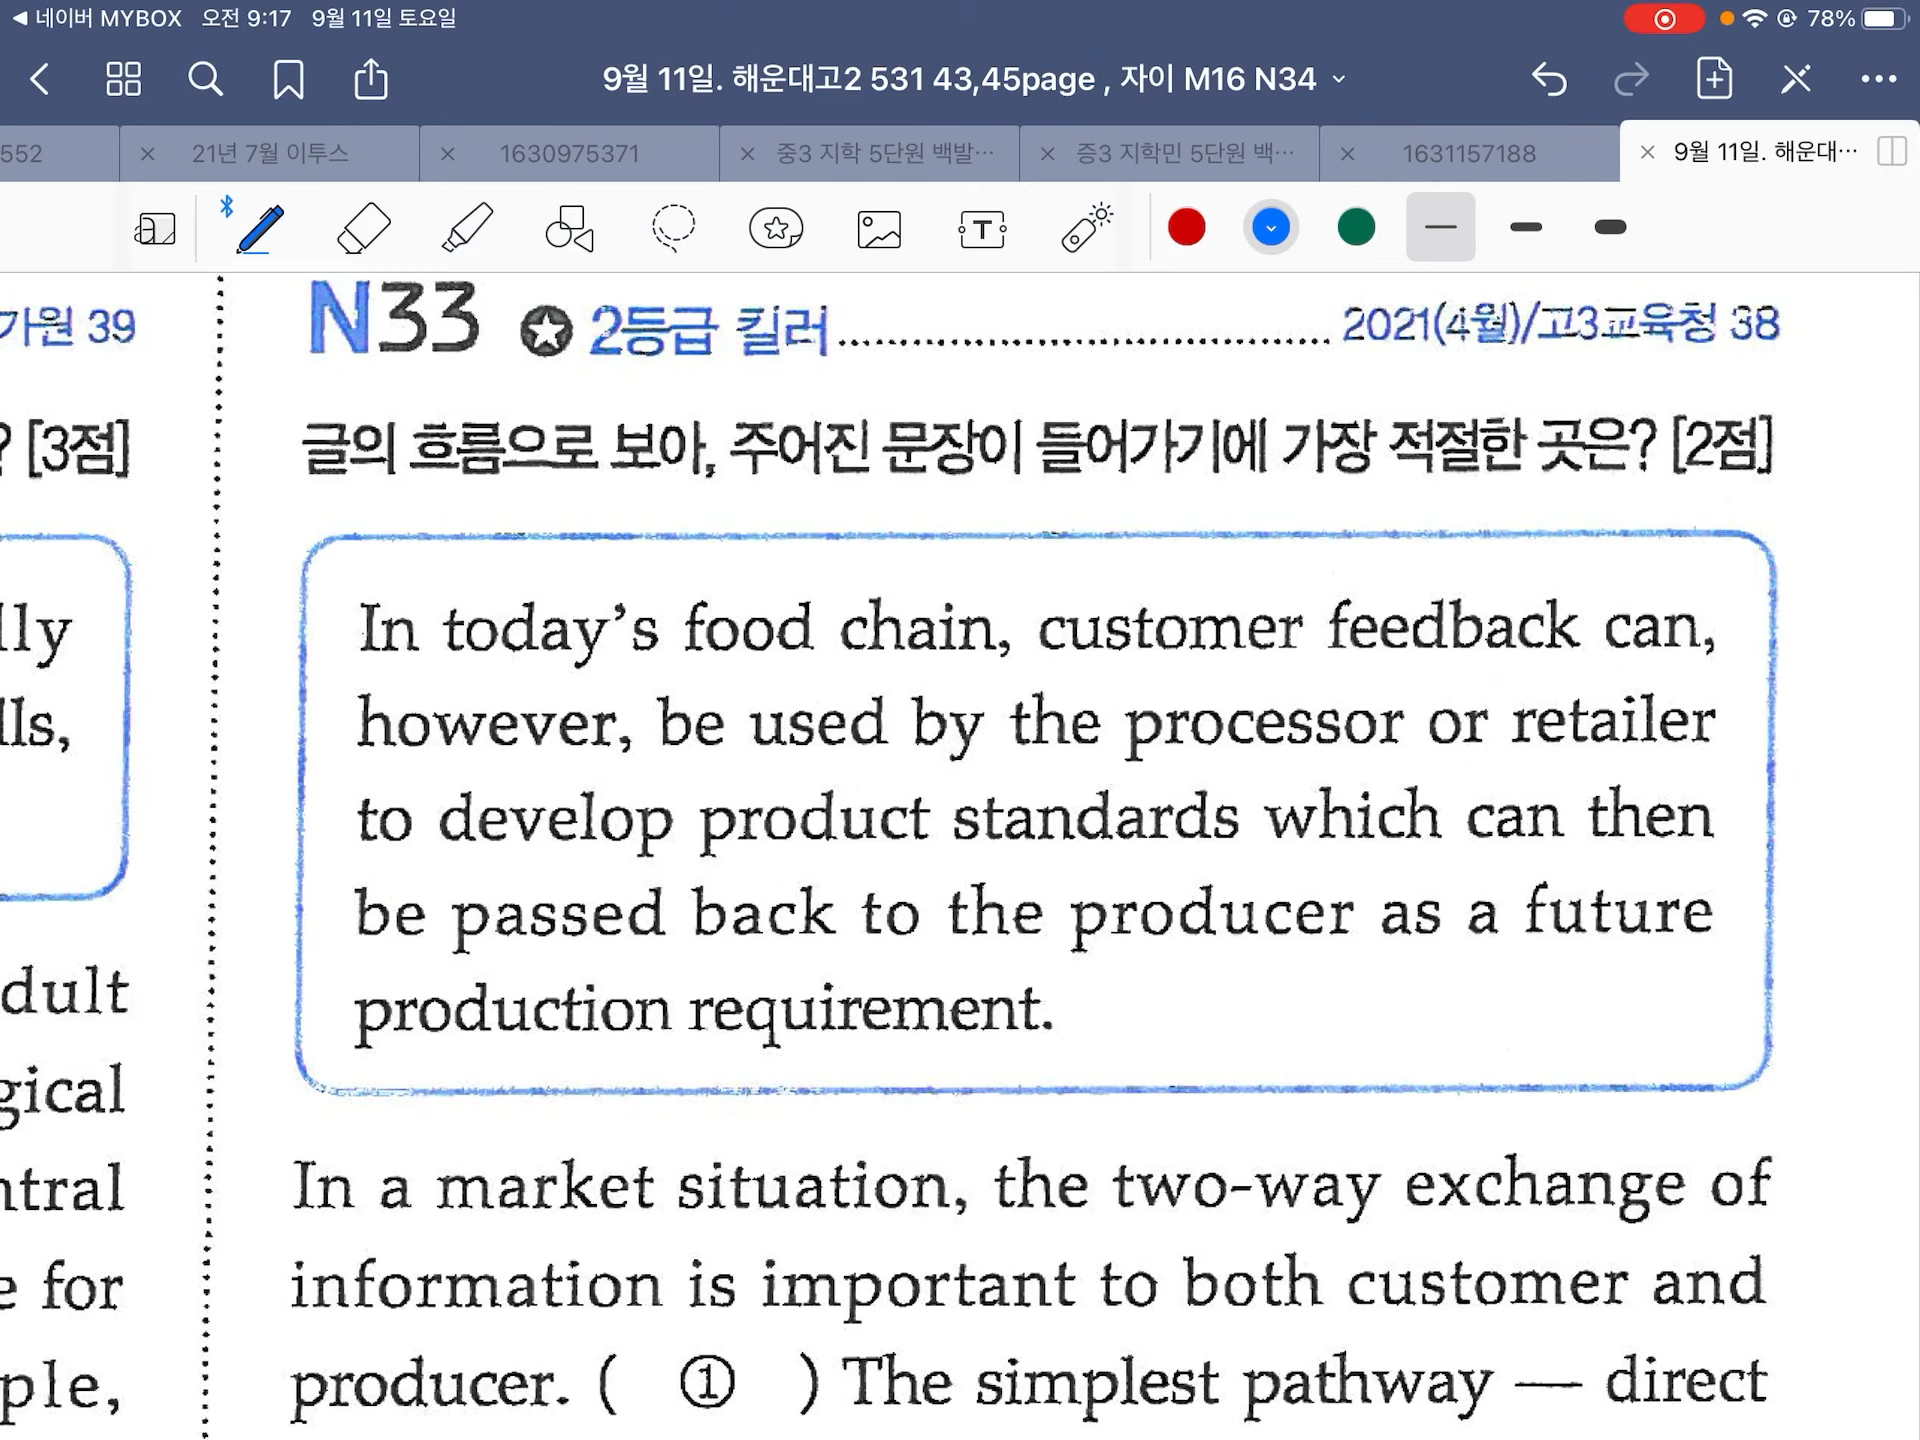 ◀ 네이버 MYBOX 오전 9:17 9월 11일 토요일
78%
9월 11일. 해운대고2 531 43,45page , 자이 M16 N34
552
21년 7월 이투스
1630975371
중3 지학 5단원 백발…
증3 지학민 5단원 백…
1631157188
9월 11일. 해운대…
가원 39
? [3점]
lly
lls,
dult
gical
ntral
e for
ple,
N33 2등급 킬러 2021(4월)/고3교육청 38
글의 흐름으로 보아, 주어진 문장이 들어가기에 가장 적절한 곳은? [2점]
In today's food chain, customer feedback can,
however, be used by the processor or retailer
to develop product standards which can then
be passed back to the producer as a future
production requirement.
In a market situation, the two-way exchange of
information is important to both customer and
producer. ( ① ) The simplest pathway — direct